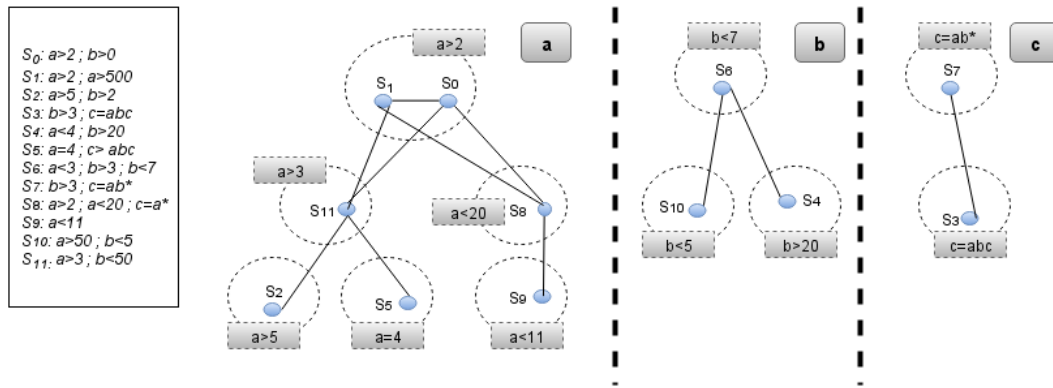 S0: a>2 ; b>0
S1: a>2 ; a>500
S2: a>5 ; b>2
S3: b>3 ; c=abc
S4: a<4 ; b>20
S5: a=4 ; c> abc
S6: a<3 ; b>3 ; b<7
S7: b>3 ; c=ab*
S8: a>2 ; a<20 ; c=a*
S9: a<11
S10: a>50 ; b<5
S11: a>3 ; b<50
a>2
a
S1
S0
a>3
S11
a<20
S8
S2
S5
S9
a>5
a=4
a<11
b<7
b
S6
S10
S4
b<5
b>20
c=ab*
c
S7
S3
c=abc